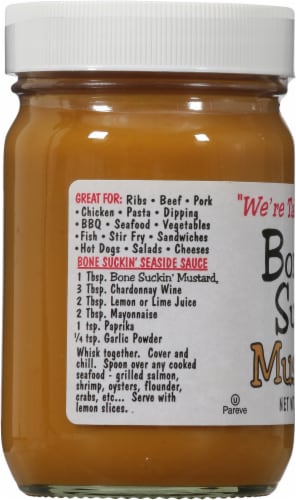 GREAT FOR: Ribs • Beef • Pork
• Chicken • Pasta • Dipping
• BBQ • Seafood • Vegetables
• Fish • Stir Fry • Sandwiches
• Hot Dogs • Salads • Cheeses
BONE SUCKIN' SEASIDE SAUCE
1 Tbsp. Bone Suckin' Mustard,
3 Tbsp. Chardonnay Wine
2 Tbsp. Lemon or Lime Juice
2 Tbsp. Mayonnaise
1 tsp. Paprika
¼ tsp. Garlic Powder
Whisk together. Cover and
chill. Spoon over any cooked
seafood - grilled salmon,
shrimp, oysters, flounder,
crabs, etc... Serve with
lemon slices.
U
Pareve
"We're
Mus
NET